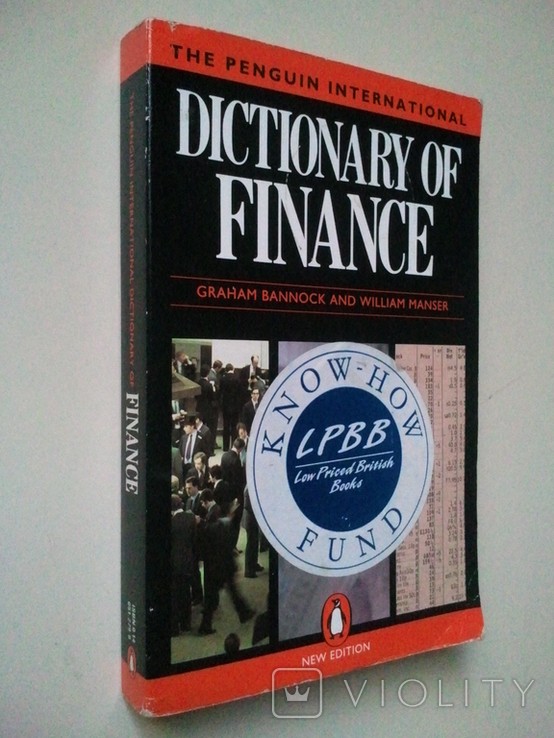 THE PENGUIN INTERNATIONAL
DICTIONARY OF
FINANCE
GRAHAM BANNOCK AND WILLIAM MANSER
KNOW-HOW
LPBB
Low Priced British
Books
FUND
NEW EDITION
THE PENGUIN INTERNATIONAL DICTIONARY OF
FINANCE
VIOLITY